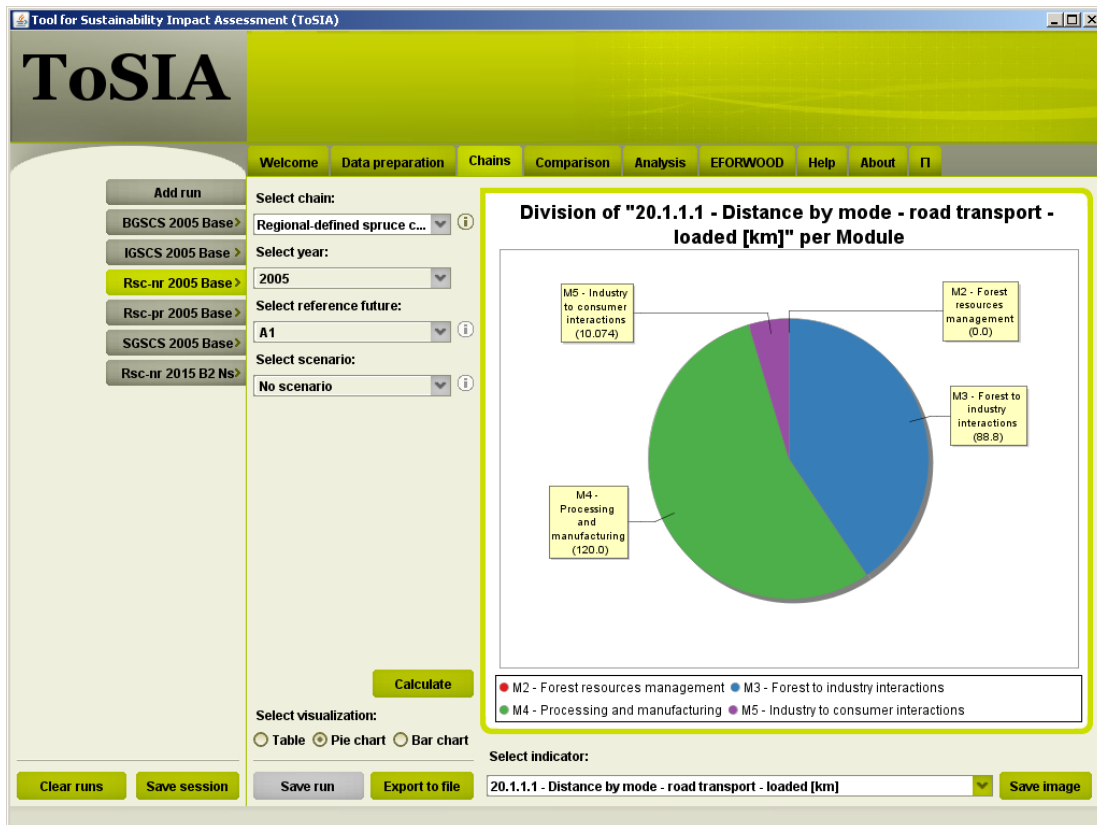 Tool for Sustainability Impact Assessment (ToSIA)
ToSIA
Welcome
Data preparation
Chains
Comparison
Analysis
EFORWOOD
Help
About
Π
Add run
BGSCS 2005 Base>
IGSCS 2005 Base >
Rsc-nr 2005 Base>
Rsc-pr 2005 Base>
SGSCS 2005 Base>
Rsc-nr 2015 B2 Ns>
Select chain:
Regional-defined spruce c...
Select year:
2005
Select reference future:
A1
Select scenario:
No scenario
Division of "20.1.1.1 - Distance by mode - road transport -
loaded [km]" per Module
M5 - Industry
to consumer
interactions
(10.074)
M2 - Forest
resources
management
(0.0)
M3 - Forest to
industry
interactions
(88.8)
M4 -
Processing
and
manufacturing
(120.0)
M2 - Forest resources management
M3 - Forest to industry interactions
M4 - Processing and manufacturing
M5 - Industry to consumer interactions
Calculate
Select visualization:
Table
Pie chart
Bar chart
Select indicator:
Clear runs
Save session
Save run
Export to file
20.1.1.1 - Distance by mode - road transport - loaded [km]
Save image